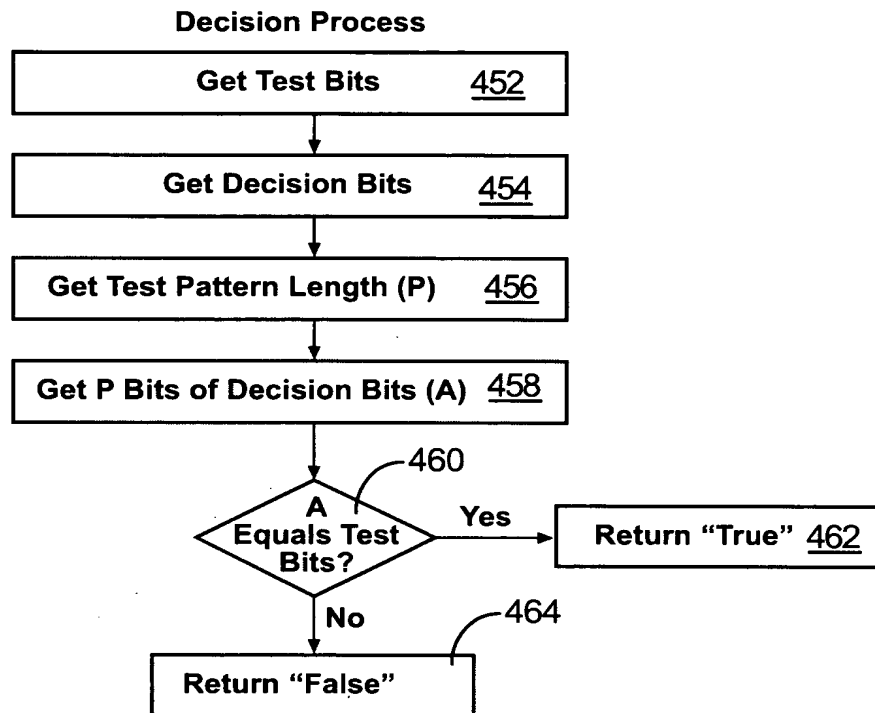 Decision Process
Get Test Bits 452
Get Decision Bits 454
Get Test Pattern Length (P) 456
Get P Bits of Decision Bits (A) 458
460
A
Equals Test
Bits?
Yes
Return “True” 462
No
464
Return “False”